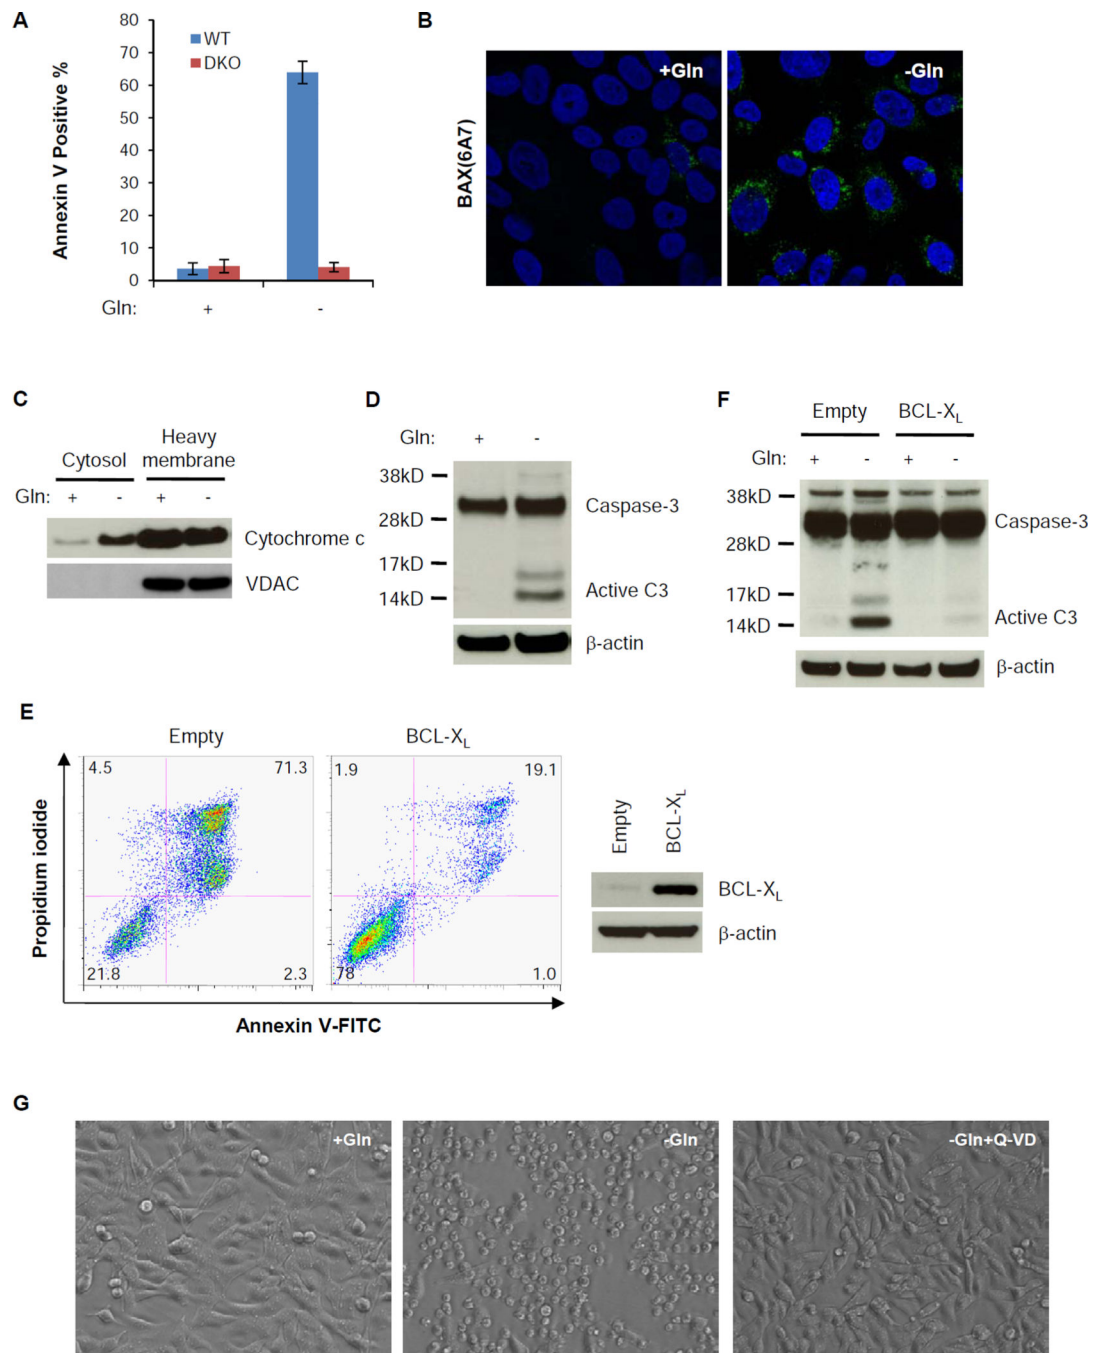 A
Annexin V Positive %
80
70
60
50
40
30
20
10
0
WT
DKO
Gln: + -
B
BAX(6A7)
+Gln
-Gln
C
Cytosol
Heavy
membrane
Gln: + - + -
Cytochrome c
VDAC
D
Gln: + -
38kD
28kD
17kD
14kD
Caspase-3
Active C3
β-actin
F
Empty BCL-XL
Gln: + - + -
38kD
28kD
17kD
14kD
Caspase-3
Active C3
β-actin
E
Empty
BCL-XL
Propidium iodide
4.5 71.3
21.8 2.3
1.9 19.1
78 1.0
Annexin V-FITC
Empty
BCL-XL
BCL-XL
β-actin
G
+Gln
-Gln
-Gln+Q-VD